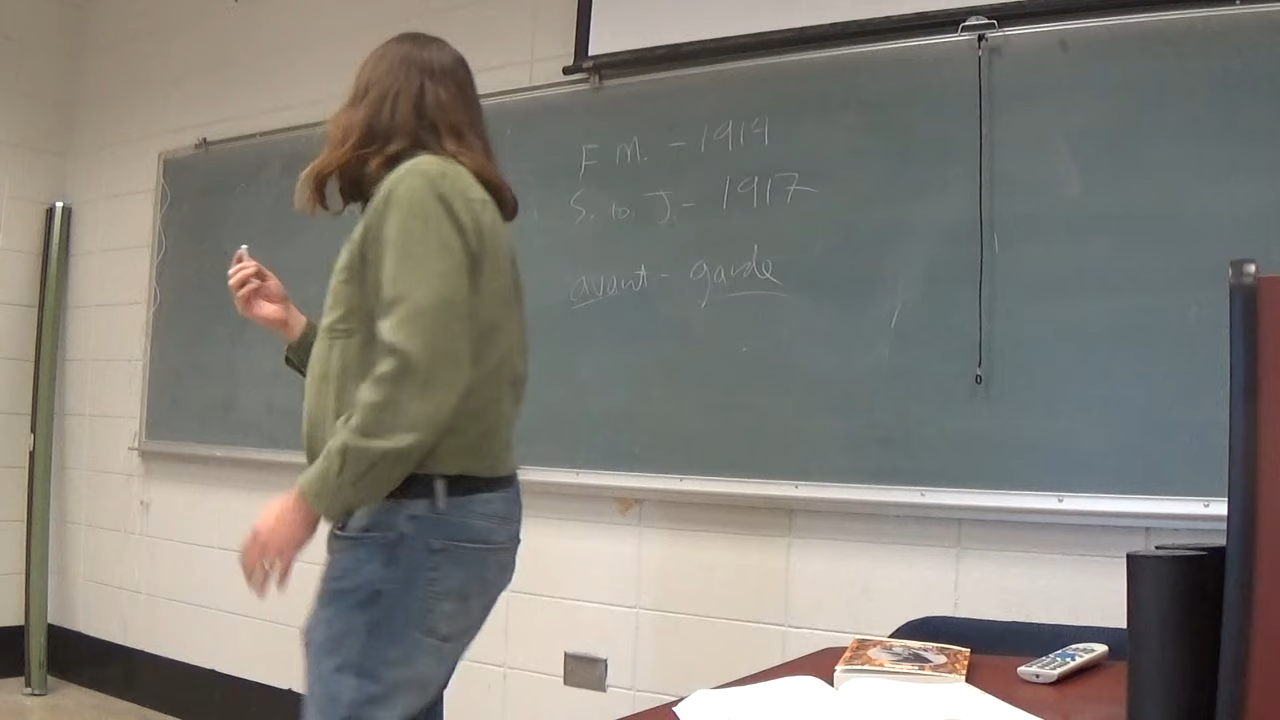 F M. - 1914
S. to. J. - 1917
avant - garde